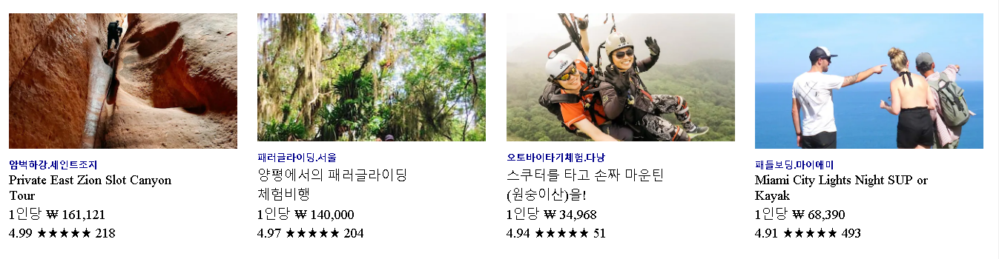 암벽하강.세인트조지
Private East Zion Slot Canyon
Tour
1인당 ₩ 161,121
4.99 ★★★★★ 218
패러글라이딩.서울
양평에서의 패러글라이딩
체험비행
1인당 ₩ 140,000
4.97 ★★★★★ 204
오토바이타기체험.다낭
스쿠터를 타고 손짜 마운틴
(원숭이산)을!
1인당 ₩ 34,968
4.94 ★★★★★ 51
패들보딩.마이애미
Miami City Lights Night SUP or
Kayak
1인당 ₩ 68,390
4.91 ★★★★★ 493